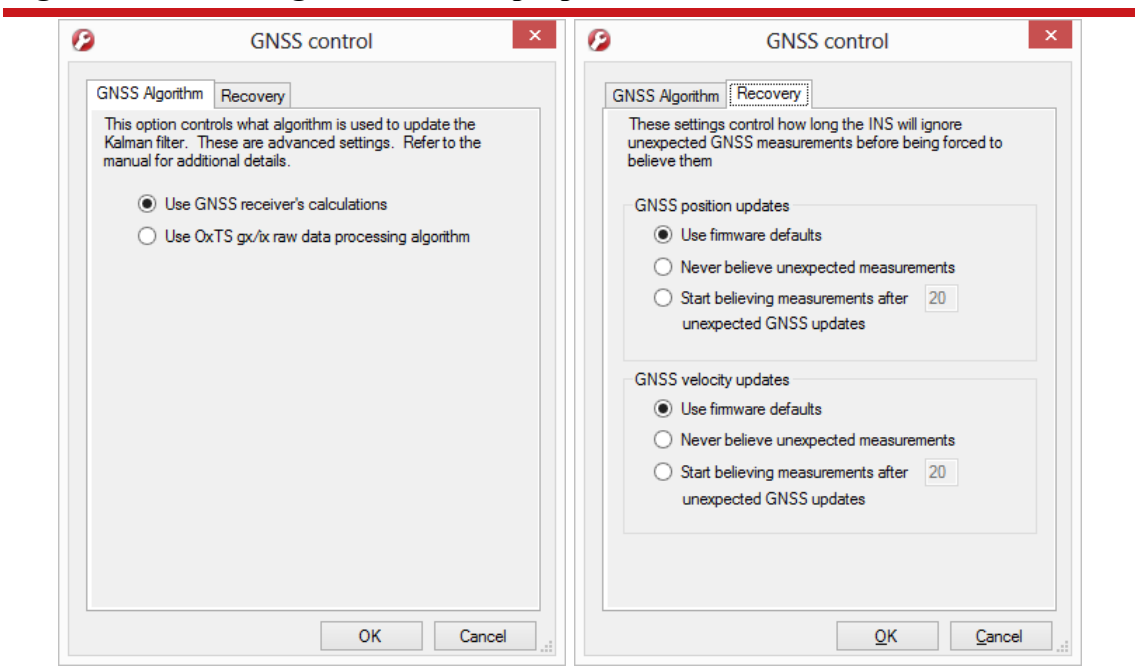 GNSS control
GNSS Algorithm Recovery
This option controls what algorithm is used to update the
Kalman filter. These are advanced settings. Refer to the
manual for additional details.
Use GNSS receiver's calculations
Use OxTS gx/ix raw data processing algorithm
OK Cancel
GNSS control
GNSS Algorithm Recovery
These settings control how long the INS will ignore
unexpected GNSS measurements before being forced to
believe them
GNSS position updates
Use firmware defaults
Never believe unexpected measurements
Start believing measurements after 20
unexpected GNSS updates
GNSS velocity updates
Use firmware defaults
Never believe unexpected measurements
Start believing measurements after 20
unexpected GNSS updates
OK Cancel